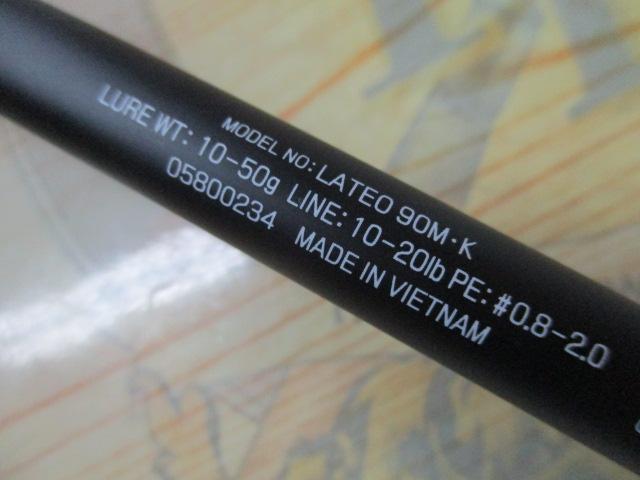 MODEL NO: LATEO 90M·K
LURE WT: 10-50g LINE: 10-20lb PE: #0.8-2.0
05800234 MADE IN VIETNAM